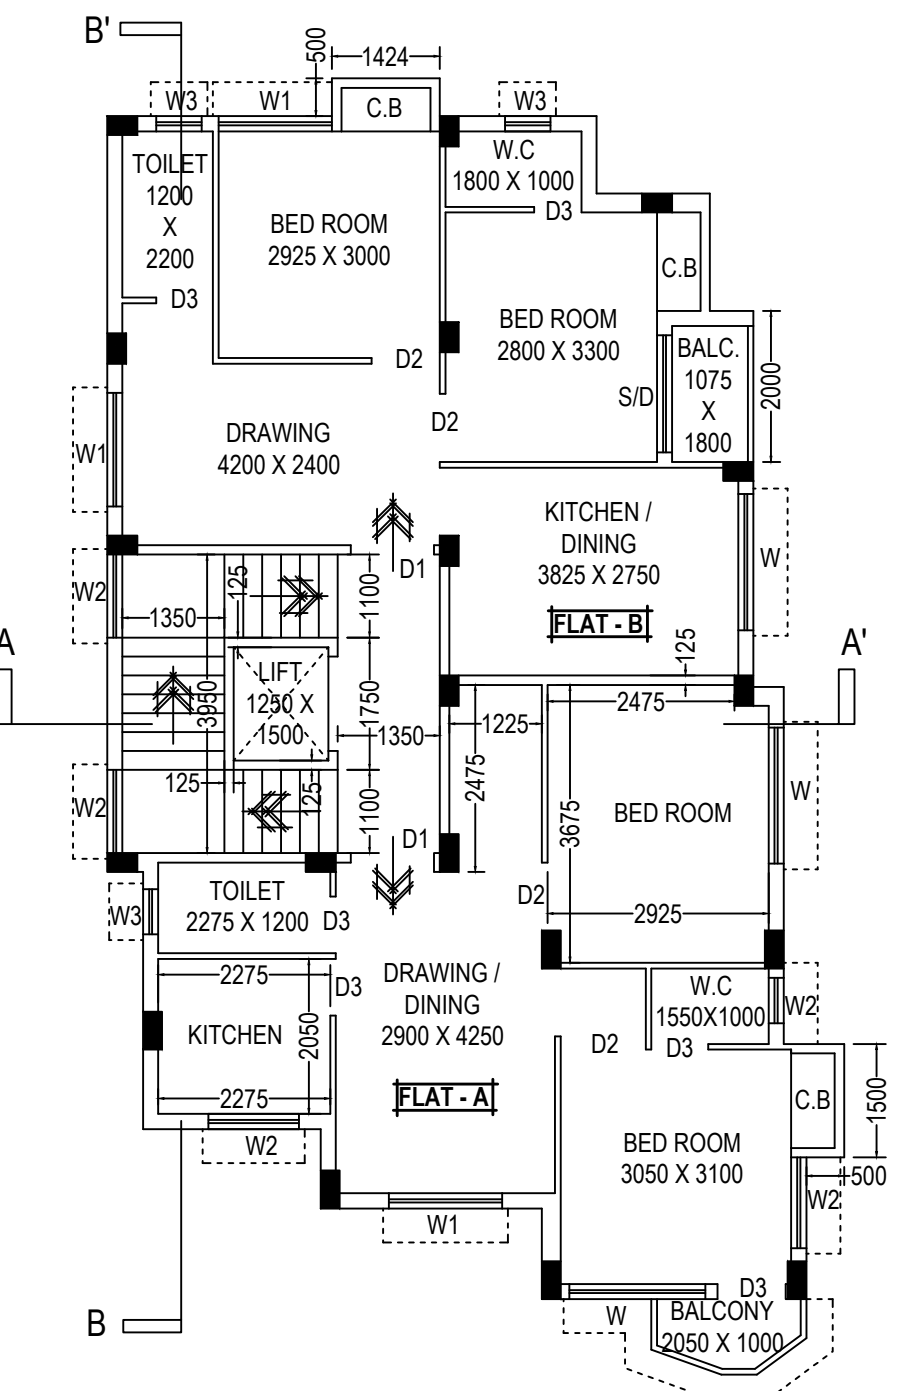 B'
500
1424
W3
W1
C.B
W3
TOILET
1200
X
2200
W.C
1800 X 1000
D3
BED ROOM
2925 X 3000
C.B
D3
BED ROOM
2800 X 3300
BALC.
1075
X
1800
2000
D2
S/D
D2
W1
DRAWING
4200 X 2400
KITCHEN /
DINING
3825 X 2750
W
D1
FLAT - B
W2
125
1350
1100
A
A'
125
3950
LIFT
1250 X
1500
1750
1350
1225
2475
2475
W2
125
125
1100
3675
BED ROOM
W
D1
TOILET
2275 X 1200
W3
D3
D2
2925
2275
D3
DRAWING /
DINING
2900 X 4250
W.C
1550X1000
W2
KITCHEN
2050
D2
D3
2275
FLAT - A
C.B
1500
W2
BED ROOM
3050 X 3100
500
W2
W1
D3
B
W
BALCONY
2050 X 1000